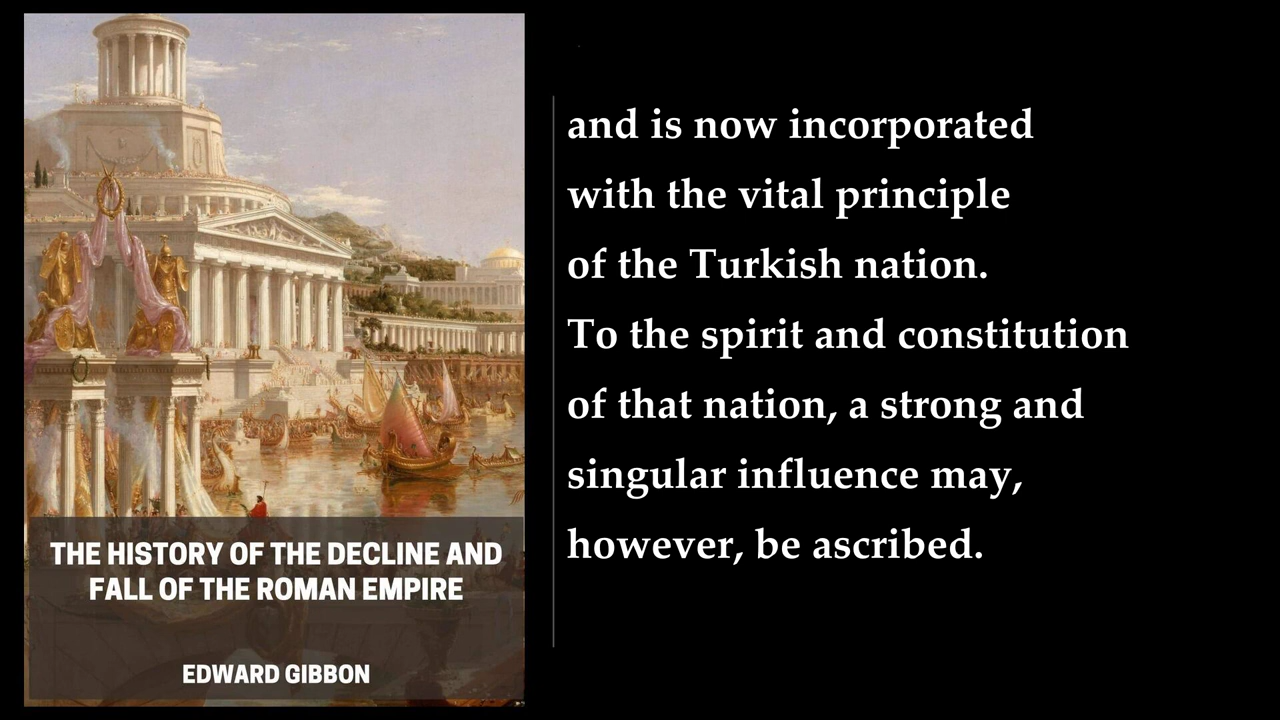 THE HISTORY OF THE DECLINE AND
FALL OF THE ROMAN EMPIRE
EDWARD GIBBON
and is now incorporated
with the vital principle
of the Turkish nation.
To the spirit and constitution
of that nation, a strong and
singular influence may,
however, be ascribed.